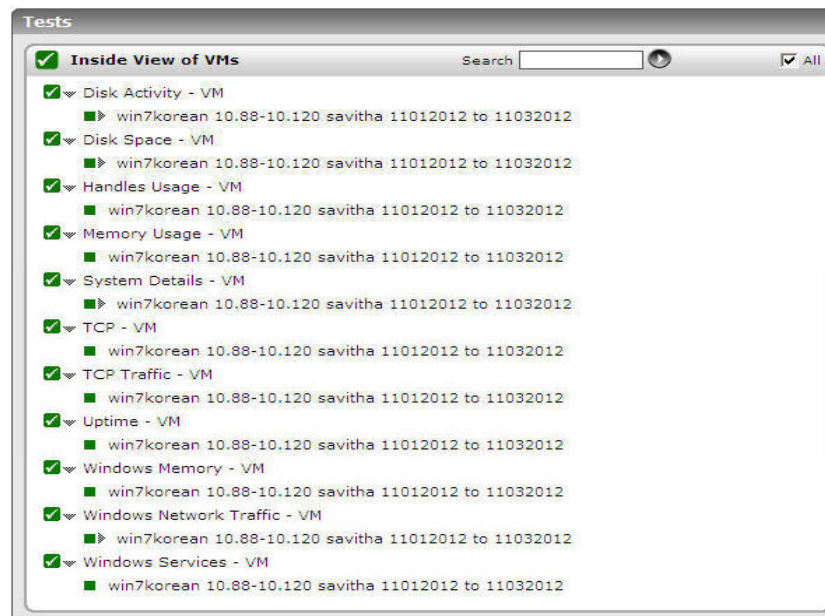 Tests
Inside View of VMs Search All
Disk Activity - VM
win7korean 10.88-10.120 savitha 11012012 to 11032012
Disk Space - VM
win7korean 10.88-10.120 savitha 11012012 to 11032012
Handles Usage - VM
win7korean 10.88-10.120 savitha 11012012 to 11032012
Memory Usage - VM
win7korean 10.88-10.120 savitha 11012012 to 11032012
System Details - VM
win7korean 10.88-10.120 savitha 11012012 to 11032012
TCP - VM
win7korean 10.88-10.120 savitha 11012012 to 11032012
TCP Traffic - VM
win7korean 10.88-10.120 savitha 11012012 to 11032012
Uptime - VM
win7korean 10.88-10.120 savitha 11012012 to 11032012
Windows Memory - VM
win7korean 10.88-10.120 savitha 11012012 to 11032012
Windows Network Traffic - VM
win7korean 10.88-10.120 savitha 11012012 to 11032012
Windows Services - VM
win7korean 10.88-10.120 savitha 11012012 to 11032012